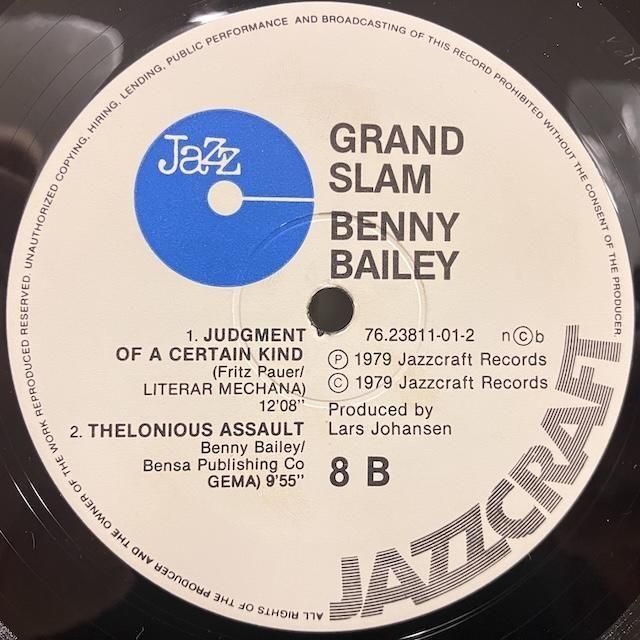 ALL RIGHTS OF THE PRODUCER AND THE OWNER OF THE WORK REPRODUCED RESERVED. UNAUTHORIZED COPYING, HIRING, LENDING, PUBLIC PERFORMANCE AND BROADCASTING OF THIS RECORD PROHIBITED WITHOUT THE CONSENT OF THE PRODUCER
Jazz
GRAND
SLAM
BENNY
BAILEY
1. JUDGMENT
OF A CERTAIN KIND
(Fritz Pauer/
LITERAR MECHANA)
12'08"
2. THELONIOUS ASSAULT
Benny Bailey/
Bensa Publishing Co
GEMA) 9'55"
76.23811-01-2 n©b
℗ 1979 Jazzcraft Records
© 1979 Jazzcraft Records
Produced by
Lars Johansen
8 B
JAZZCRAFT